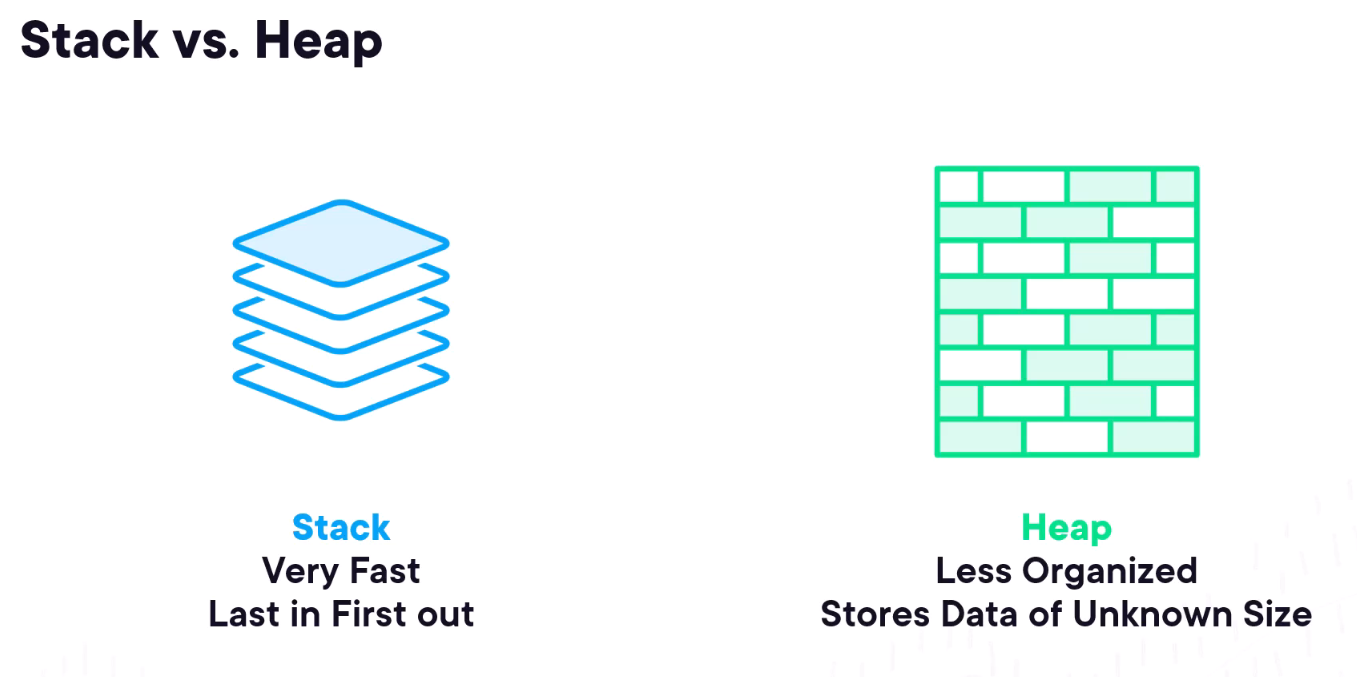 Stack vs. Heap
Stack
Very Fast
Last in First out
Heap
Less Organized
Stores Data of Unknown Size